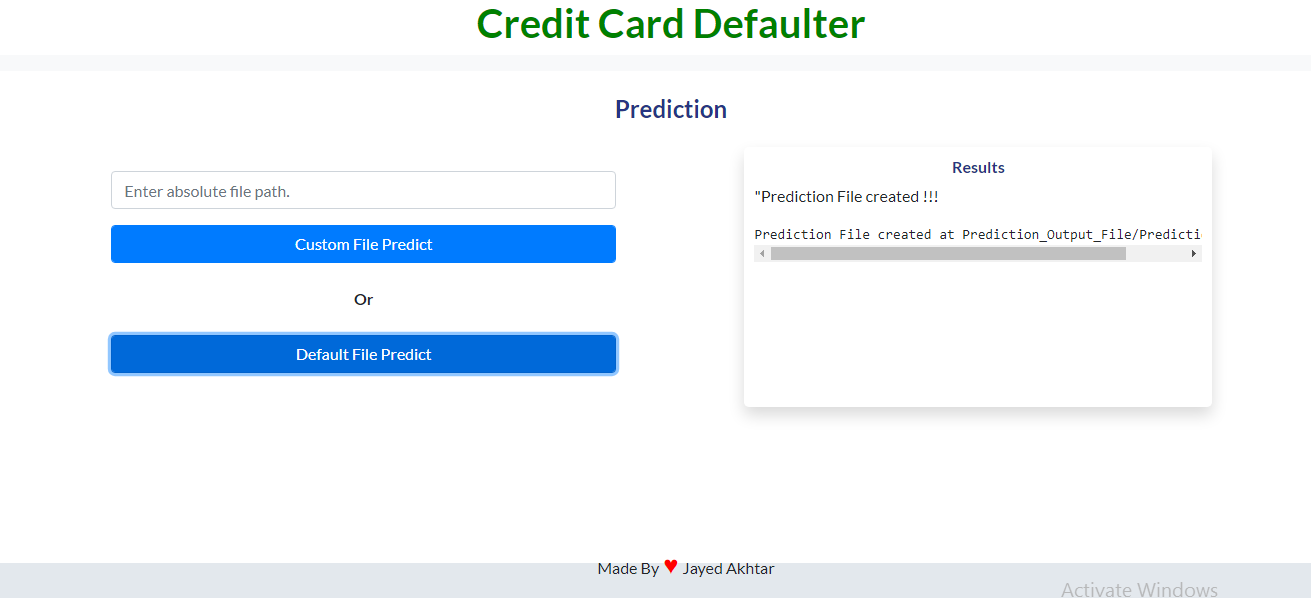 Credit Card Defaulter
Prediction
Enter absolute file path.
Custom File Predict
Or
Default File Predict
Results
"Prediction File created !!!
Prediction File created at Prediction_Output_File/Predicti
Made By ♥ Jayed Akhtar
Activate Windows